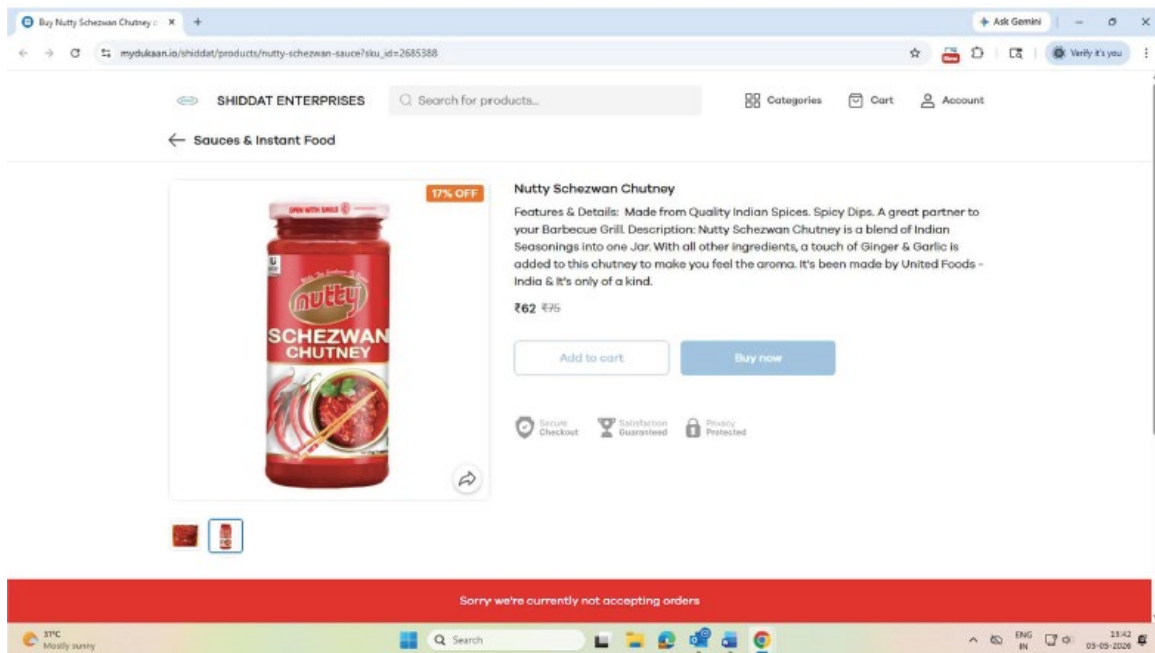 Buy Nutty Schezwan Chutney
Ask Gemini
mydukaan.io/shiddat/products/nutty-schezwan-sauce?sku_id=2685388
New
Verify it's you
SHIDDAT ENTERPRISES
Search for products...
Categories
Cart
Account
Sauces & Instant Food
17% OFF
OPEN WITH SMILE
nutty
SCHEZWAN
CHUTNEY
Nutty Schezwan Chutney
Features & Details: Made from Quality Indian Spices. Spicy Dips. A great partner to
your Barbecue Grill. Description: Nutty Schezwan Chutney is a blend of Indian
Seasonings into one Jar. With all other ingredients, a touch of Ginger & Garlic is
added to this chutney to make you feel the aroma. It's been made by United Foods -
India & it's only of a kind.
₹62 ₹75
Add to cart
Buy now
Secure
Checkout
Satisfaction
Guaranteed
Privacy
Protected
Sorry we're currently not accepting orders
31°C
Mostly sunny
Search
ENG
IN
03-05-2026